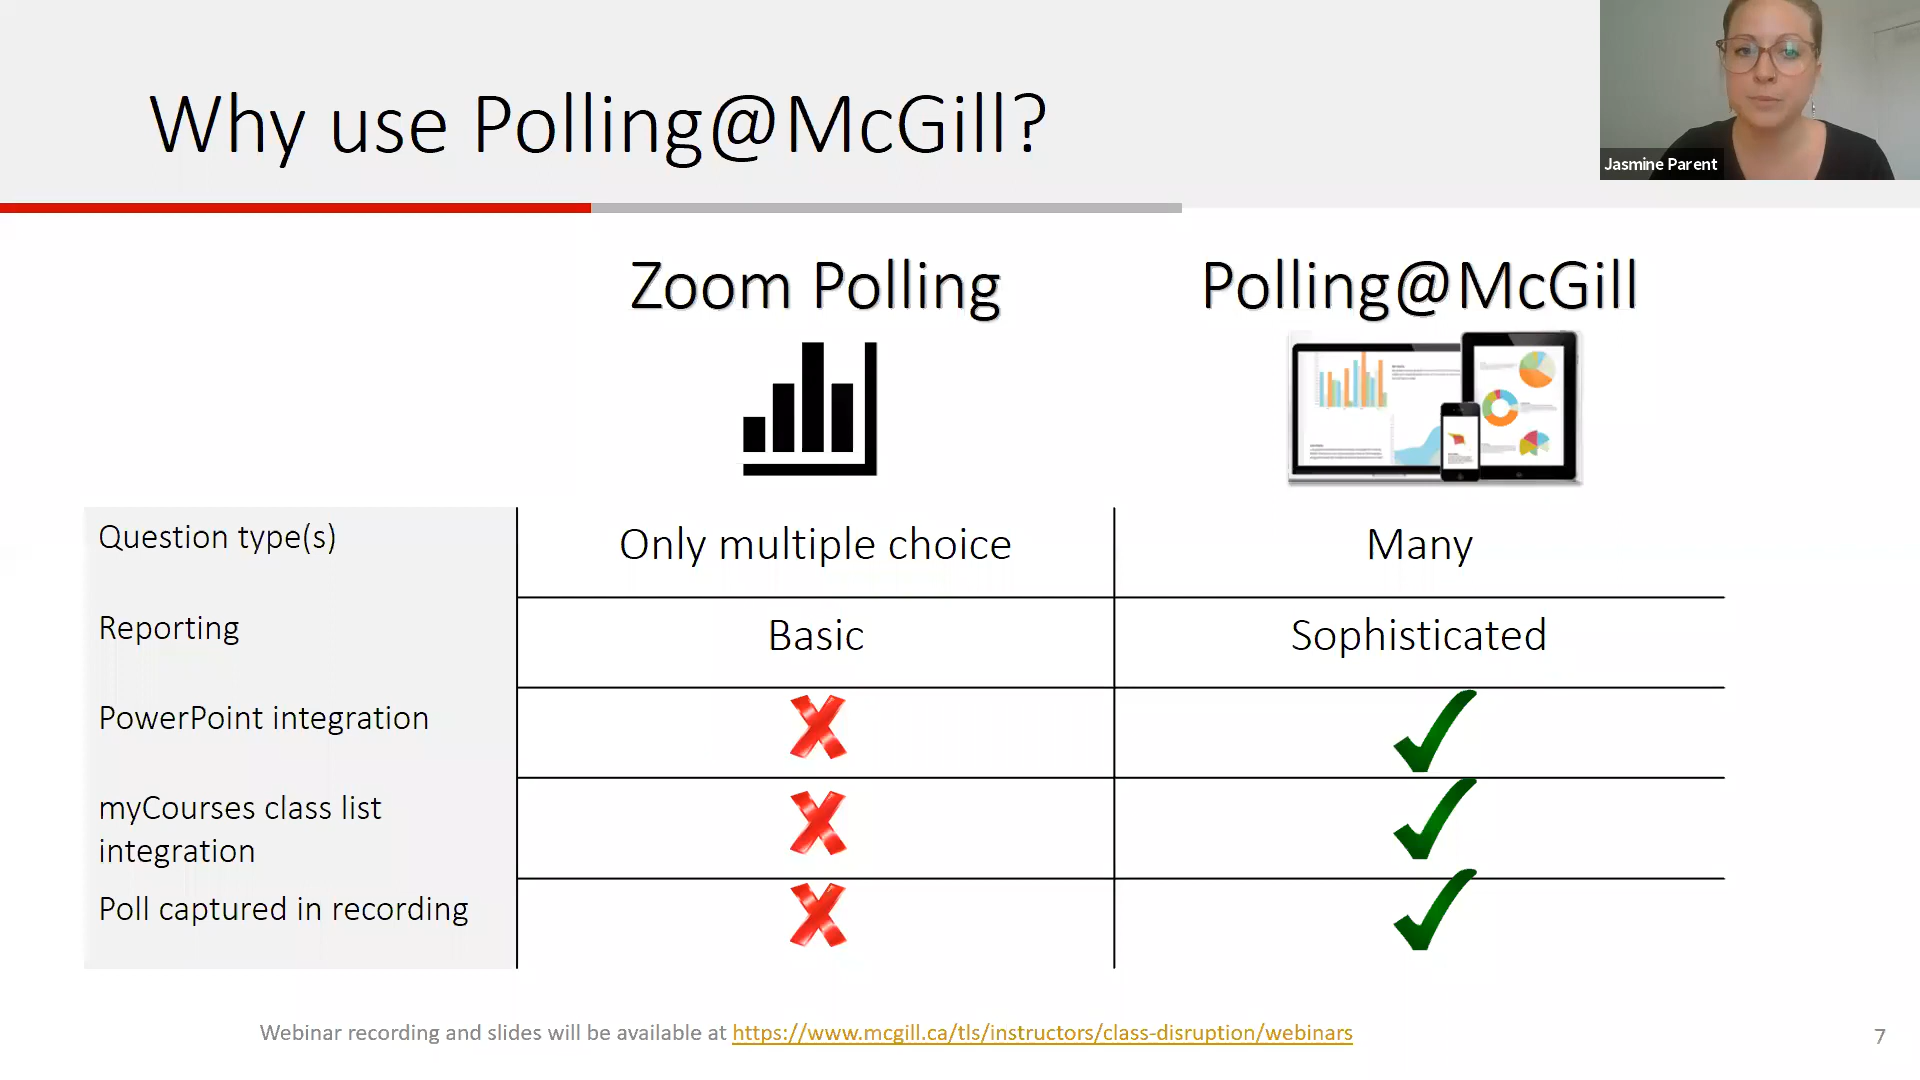 Why use Polling@McGill?
Jasmine Parent
Zoom Polling
Polling@McGill
Question type(s)
Only multiple choice
Many
Reporting
Basic
Sophisticated
PowerPoint integration
myCourses class list
integration
Poll captured in recording
Webinar recording and slides will be available at https://www.mcgill.ca/tls/instructors/class-disruption/webinars
7